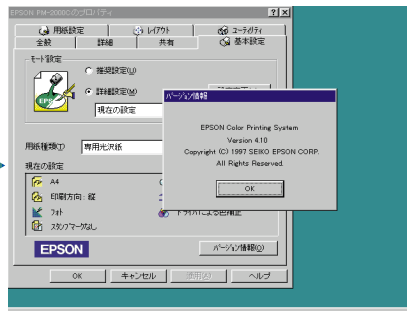 EPSON PM-2000Cのプロパティ
用紙設定
レイアウト
ユーティリティ
全般
詳細
共有
基本設定
モード設定
推奨設定(U)
詳細設定(M)
現在の設定
用紙種類(T)
専用光沢紙
現在の設定
A4
印刷方向: 縦
フォト
スタンプマークなし
ドライバによる色補正
EPSON
バージョン情報(O)
OK
キャンセル
適用(A)
ヘルプ
バージョン情報
EPSON Color Printing System
Version 4.10
Copyright (C) 1997 SEIKO EPSON CORP.
All Rights Reserved.
OK